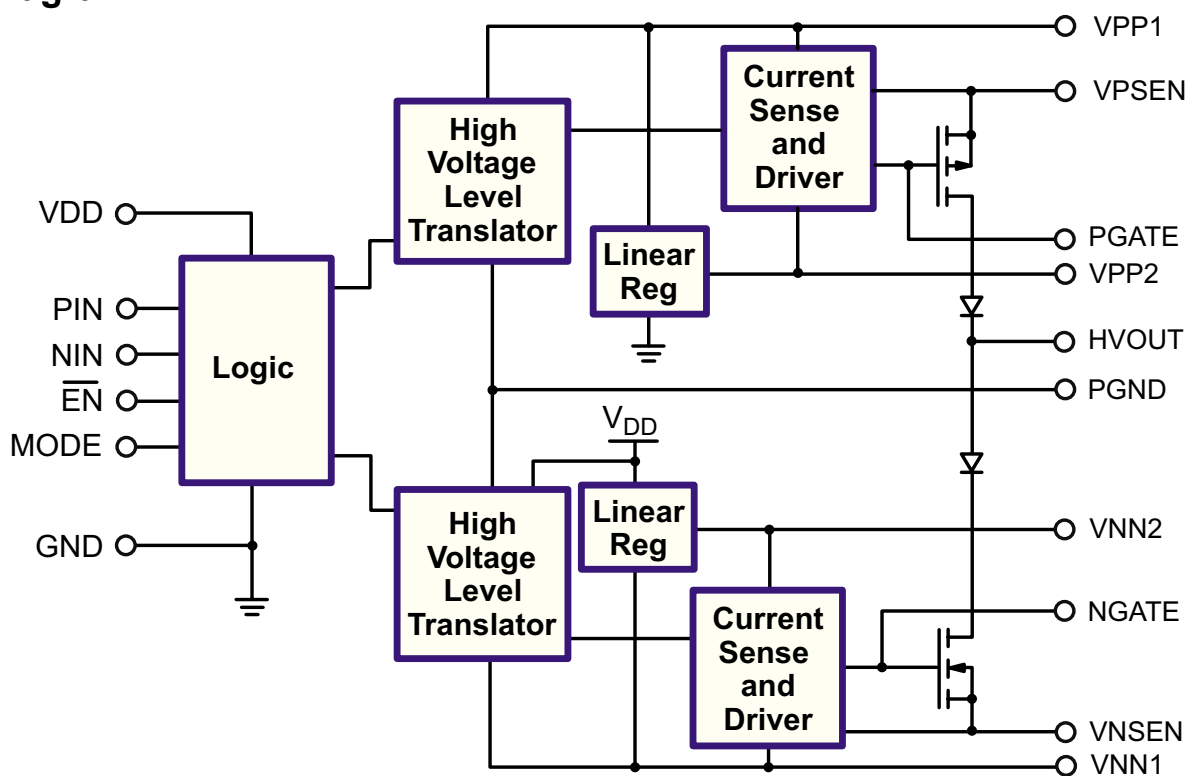 VPP1
Current
Sense
and
Driver
VPSEN
High
Voltage
Level
Translator
VDD
PGATE
Linear
Reg
VPP2
PIN
NIN
EN
MODE
Logic
HVOUT
PGND
VDD
GND
High
Voltage
Level
Translator
Linear
Reg
VNN2
Current
Sense
and
Driver
NGATE
VNSEN
VNN1